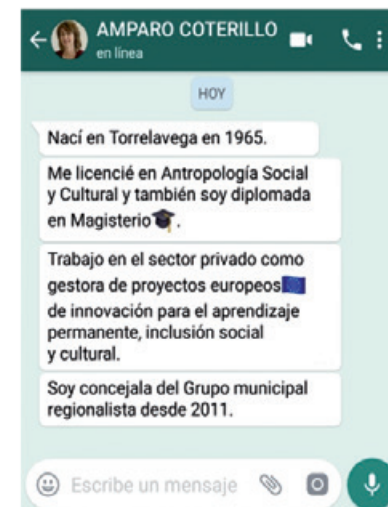 AMPARO COTERILLO
en línea
HOY
Nací en Torrelavega en 1965.
Me licencié en Antropología Social
y Cultural y también soy diplomada
en Magisterio🎓.
Trabajo en el sector privado como
gestora de proyectos europeos🇪🇺
de innovación para el aprendizaje
permanente, inclusión social
y cultural.
Soy concejala del Grupo municipal
regionalista desde 2011.
Escribe un mensaje